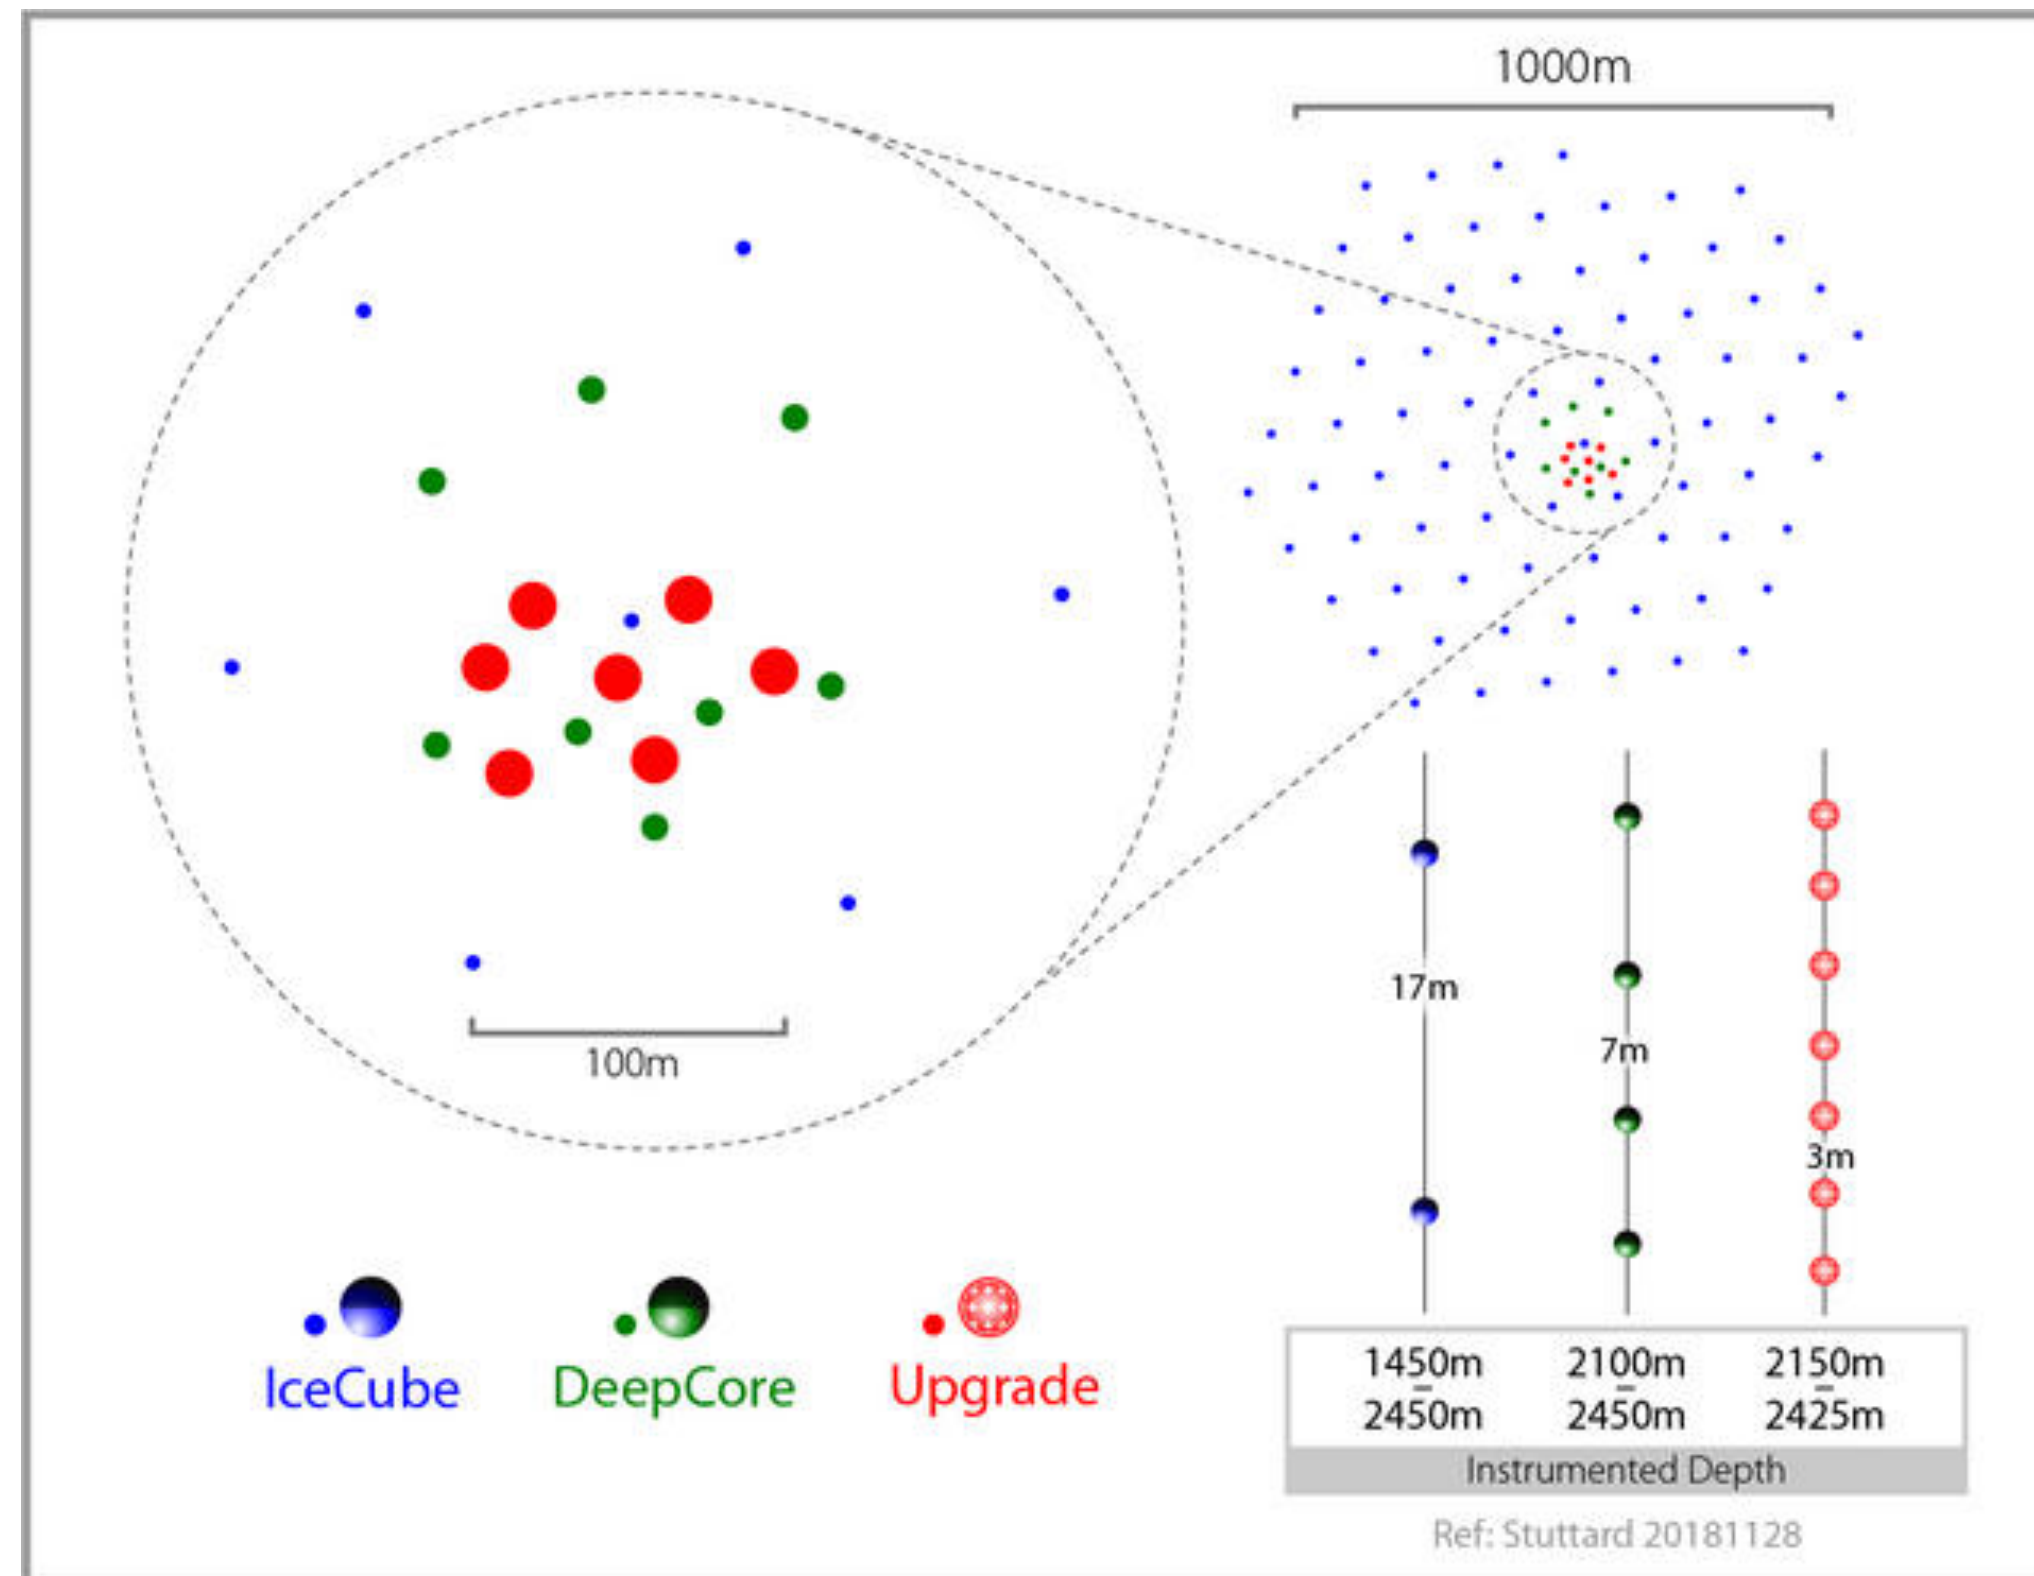 1000m
100m
17m
7m
3m
IceCube
DeepCore
Upgrade
1450m
–
2450m
2100m
–
2450m
2150m
–
2425m
Instrumented Depth
Ref: Stuttard 20181128